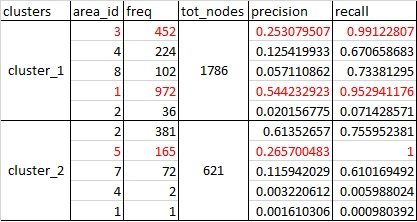 clusters area_id freq tot_nodes precision recall
3 452 0.253079507 0.99122807
4 224 0.125419933 0.670658683
cluster_1 8 102 1786 0.057110862 0.73381295
1 972 0.544232923 0.952941176
2 36 0.020156775 0.071428571
2 381 0.61352657 0.755952381
5 165 0.265700483 1
cluster_2 7 72 621 0.115942029 0.610169492
4 2 0.003220612 0.005988024
1 1 0.001610306 0.000980392